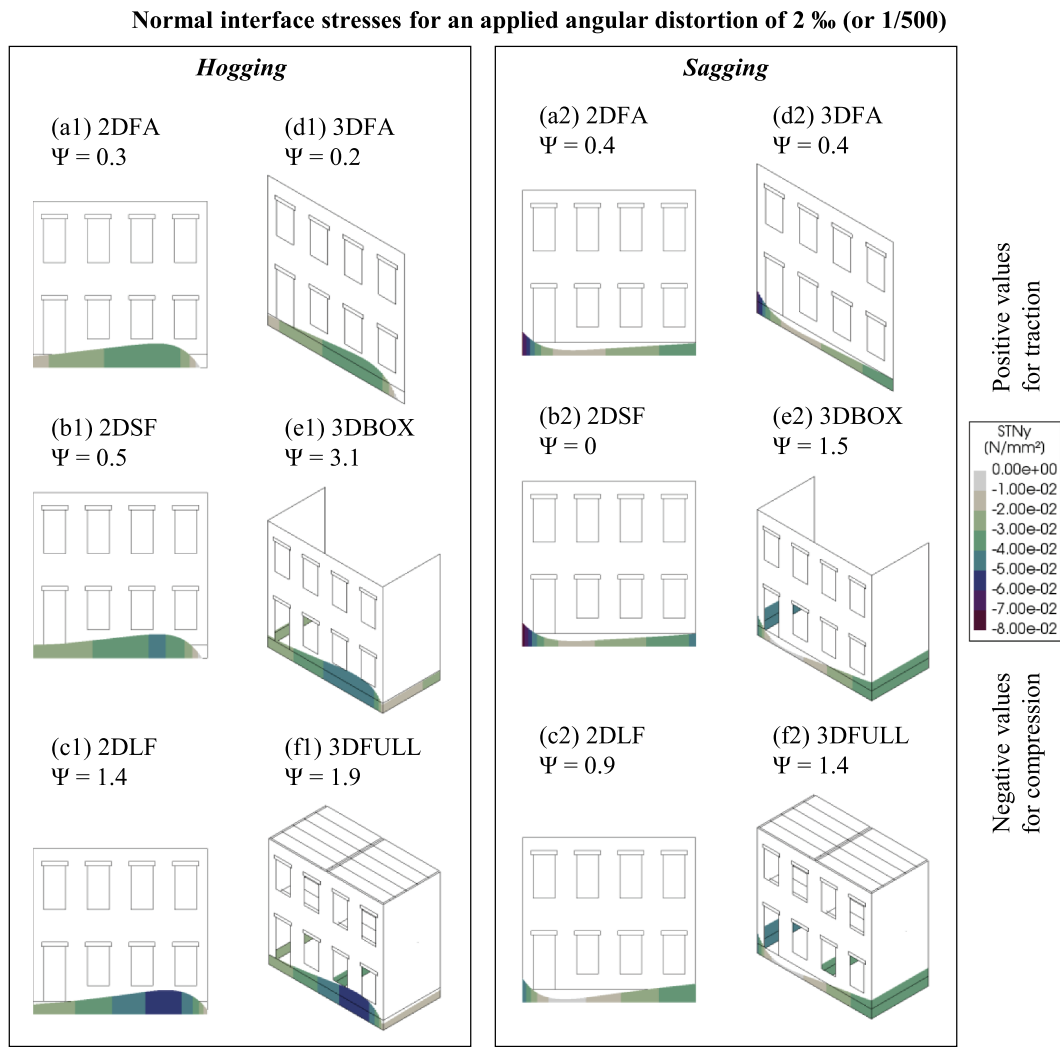 Normal interface stresses for an applied angular distortion of 2 ‰ (or 1/500)
Hogging
(a1) 2DFA
Ψ = 0.3
(d1) 3DFA
Ψ = 0.2
(b1) 2DSF
Ψ = 0.5
(e1) 3DBOX
Ψ = 3.1
(c1) 2DLF
Ψ = 1.4
(f1) 3DFULL
Ψ = 1.9
Sagging
(a2) 2DFA
Ψ = 0.4
(d2) 3DFA
Ψ = 0.4
(b2) 2DSF
Ψ = 0
(e2) 3DBOX
Ψ = 1.5
(c2) 2DLF
Ψ = 0.9
(f2) 3DFULL
Ψ = 1.4
Positive values
for traction
STNy
(N/mm²)
0.00e+00
-1.00e-02
-2.00e-02
-3.00e-02
-4.00e-02
-5.00e-02
-6.00e-02
-7.00e-02
-8.00e-02
Negative values
for compression